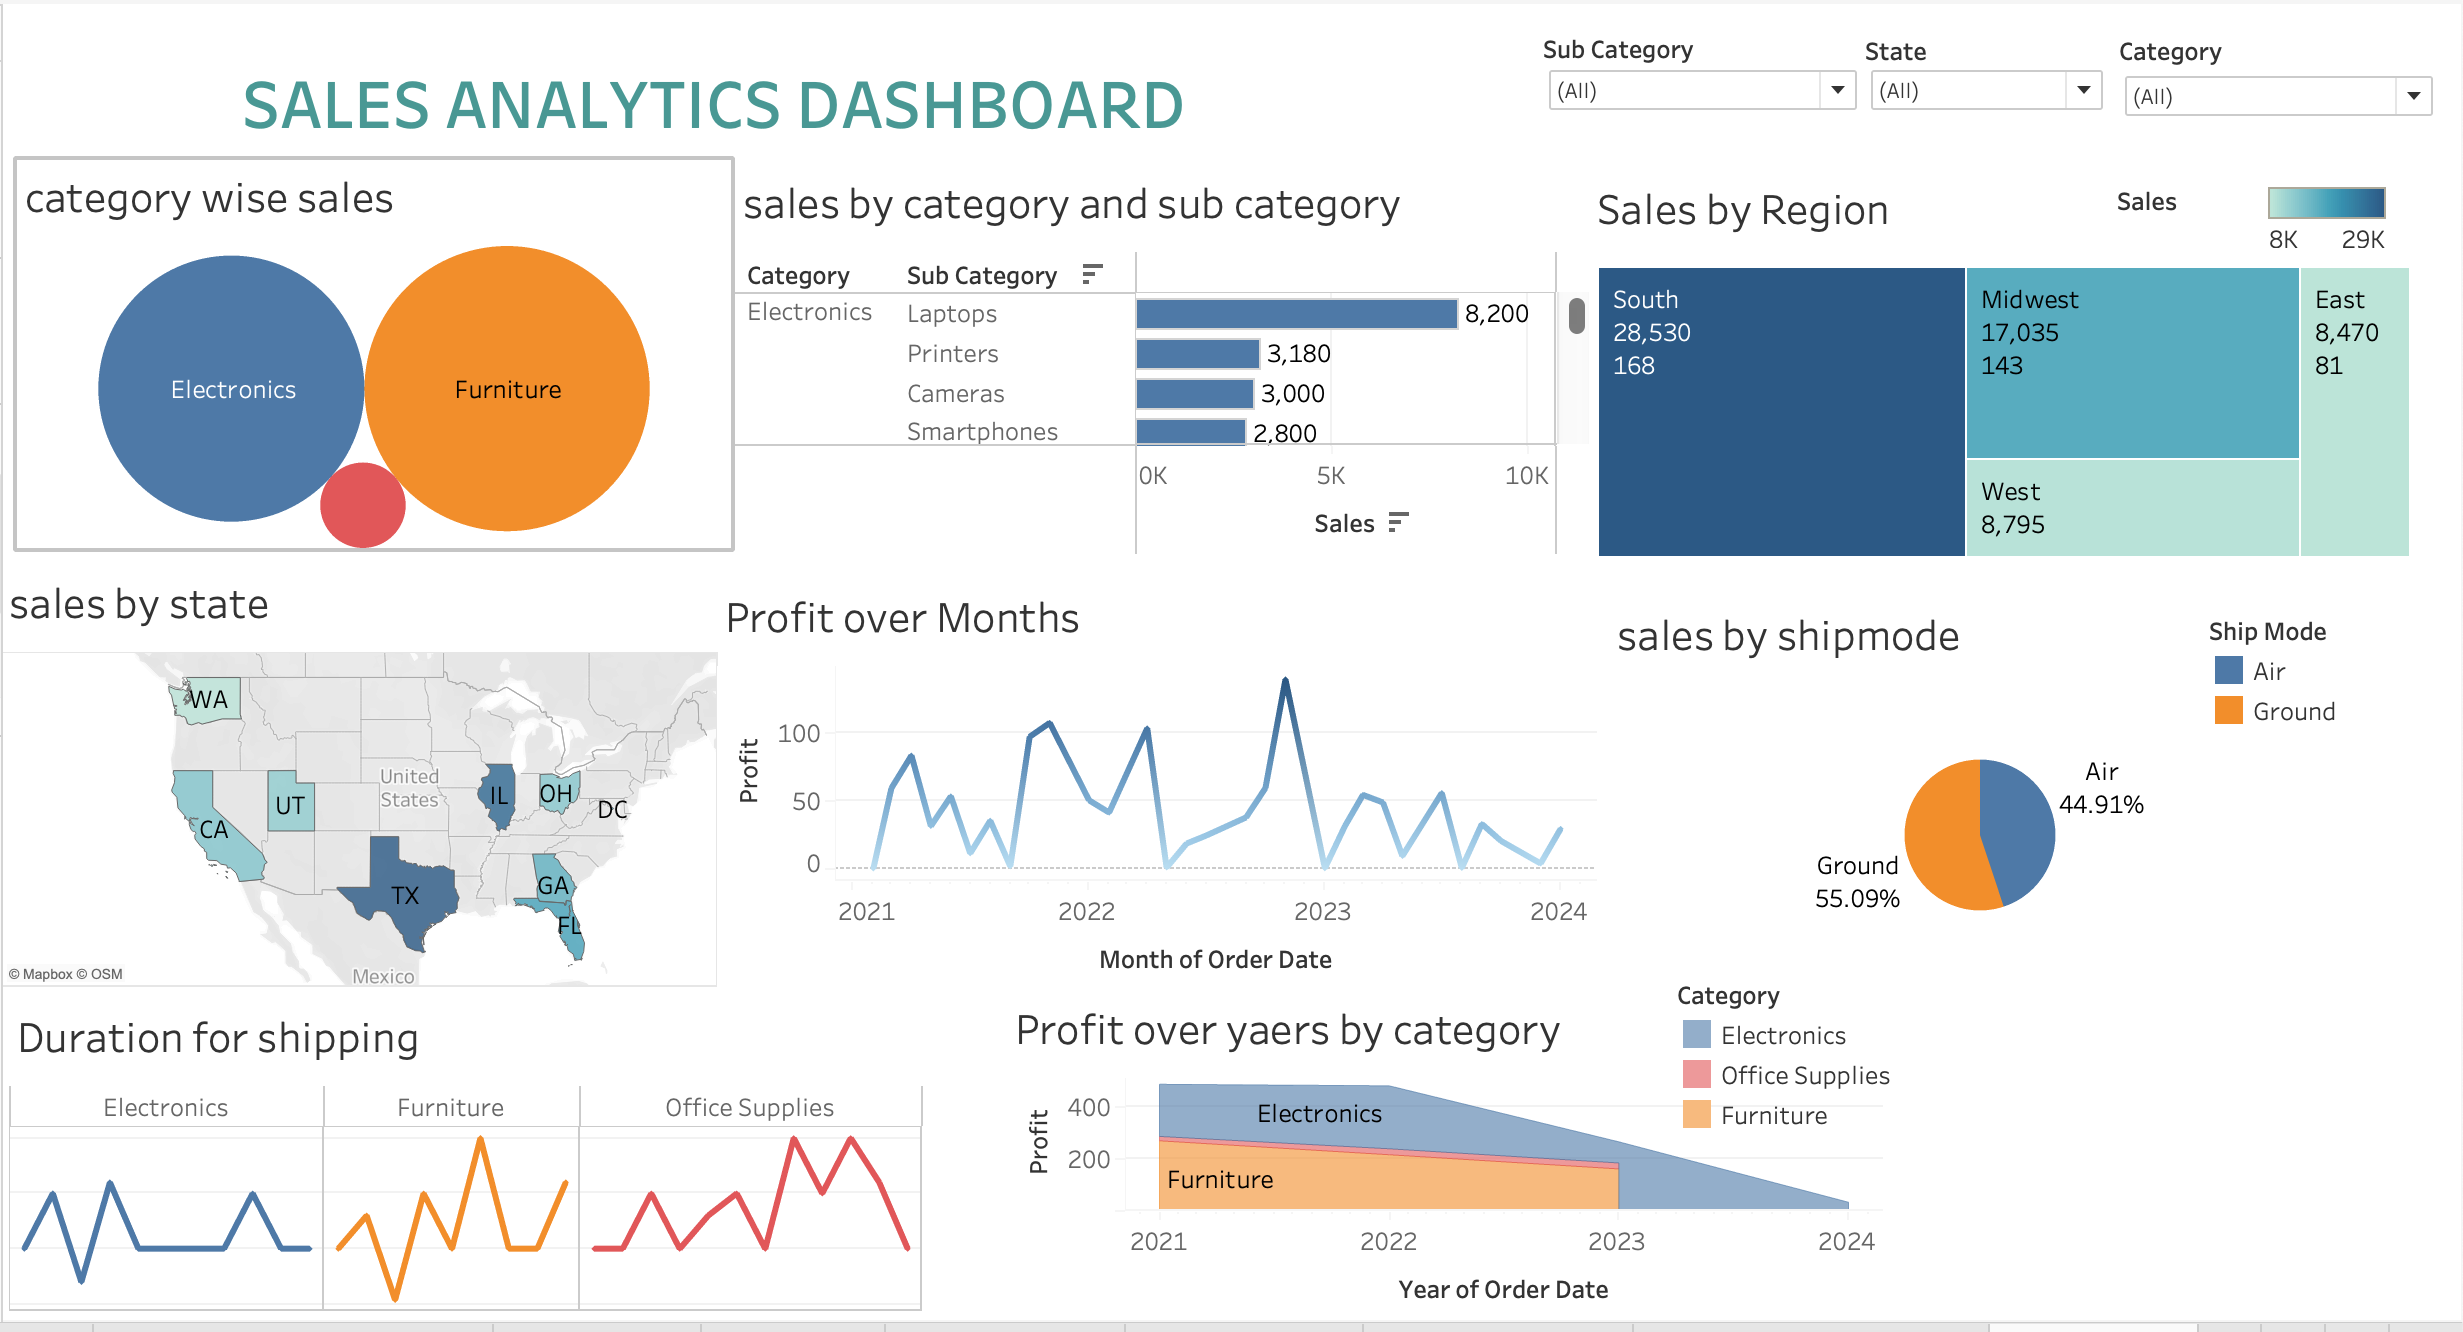 Sub Category
State
Category
(All)
(All)
(All)
SALES ANALYTICS DASHBOARD
category wise sales
Electronics
Furniture
sales by category and sub category
Category
Sub Category
Electronics
Laptops
8,200
Printers
3,180
Cameras
3,000
Smartphones
2,800
0K
5K
10K
Sales
Sales by Region
Sales
8K
29K
South
28,530
168
Midwest
17,035
143
East
8,470
81
West
8,795
sales by state
WA
UT
CA
TX
IL
OH
DC
GA
FL
United
States
Mexico
© Mapbox © OSM
Profit over Months
Profit
100
50
0
2021
2022
2023
2024
Month of Order Date
sales by shipmode
Ship Mode
Air
Ground
Air
44.91%
Ground
55.09%
Duration for shipping
Electronics
Furniture
Office Supplies
Profit over yaers by category
Category
Electronics
Office Supplies
Furniture
Profit
400
200
Electronics
Furniture
2021
2022
2023
2024
Year of Order Date